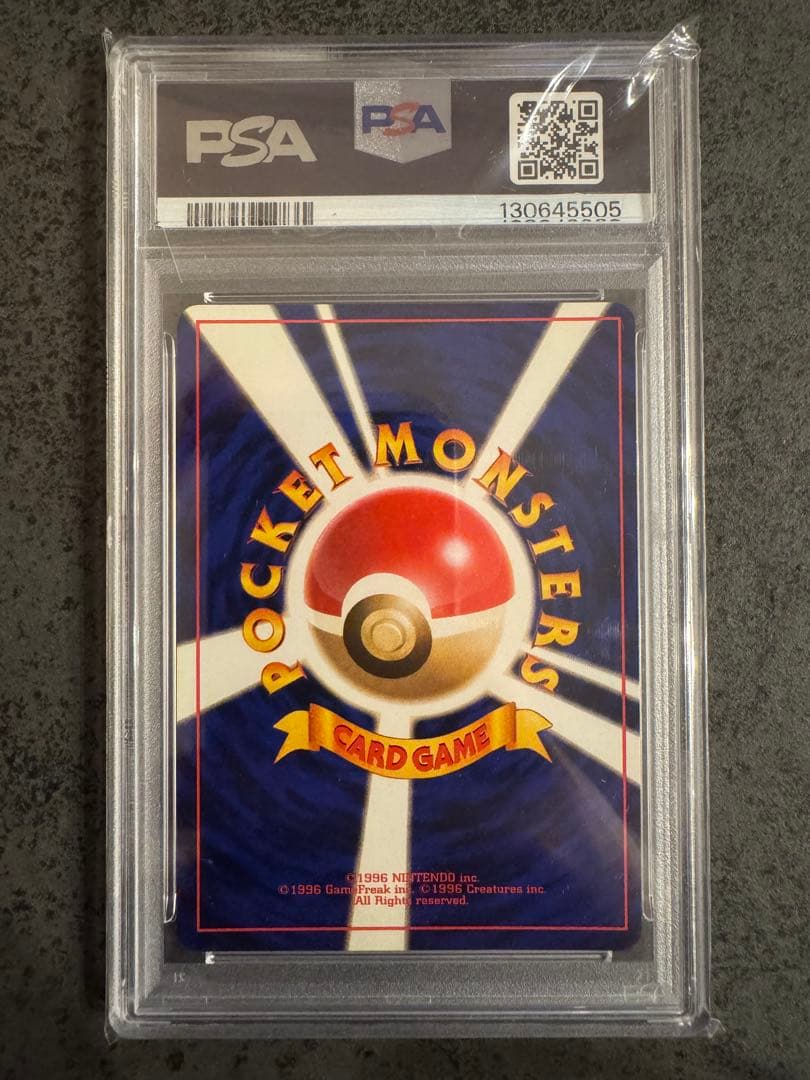 PSA
PSA
130645505
POCKET MONSTERS
CARD GAME
©1996 NINTENDO inc.
©1996 GameFreak inc. ©1996 Creatures inc.
All Rights reserved.